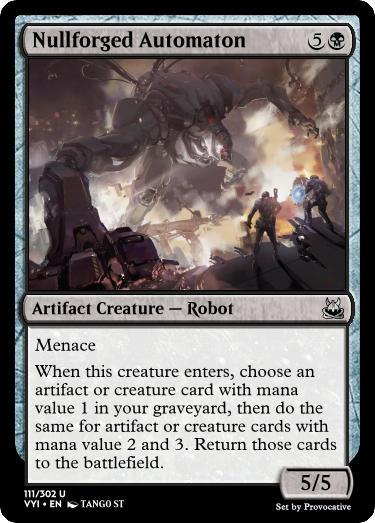 Nullforged Automaton 5
Artifact Creature — Robot
Menace
When this creature enters, choose an
artifact or creature card with mana
value 1 in your graveyard, then do the
same for artifact or creature cards with
mana value 2 and 3. Return those cards
to the battlefield.
5/5
111/302 U
VYI • EN TANGO ST
Set by Provocative